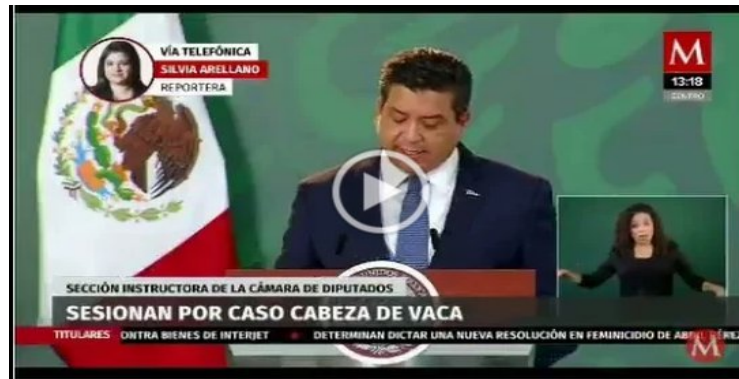 VÍA TELEFÓNICA
SILVIA ARELLANO
REPORTERA
M
13:18
CENTRO
SECCIÓN INSTRUCTORA DE LA CÁMARA DE DIPUTADOS
SESIONAN POR CASO CABEZA DE VACA
TITULARES ONTRA BIENES DE INTERJET DETERMINAN DICTAR UNA NUEVA RESOLUCIÓN EN FEMINICIDIO DE
M